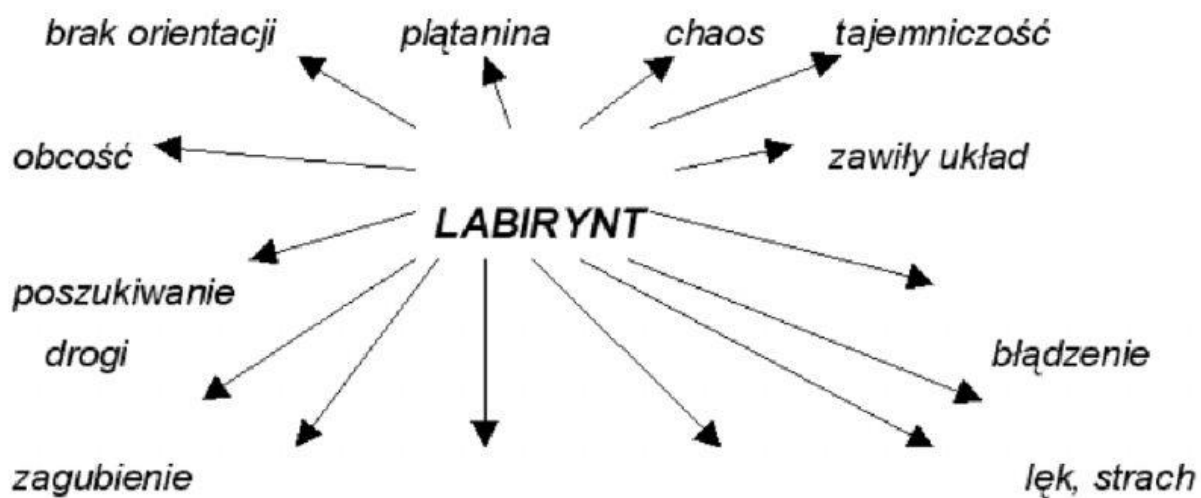 brak orientacji plątanina chaos tajemniczość
obcość zawiły układ
LABIRYNT
poszukiwanie
drogi błądzenie
zagubienie lęk, strach